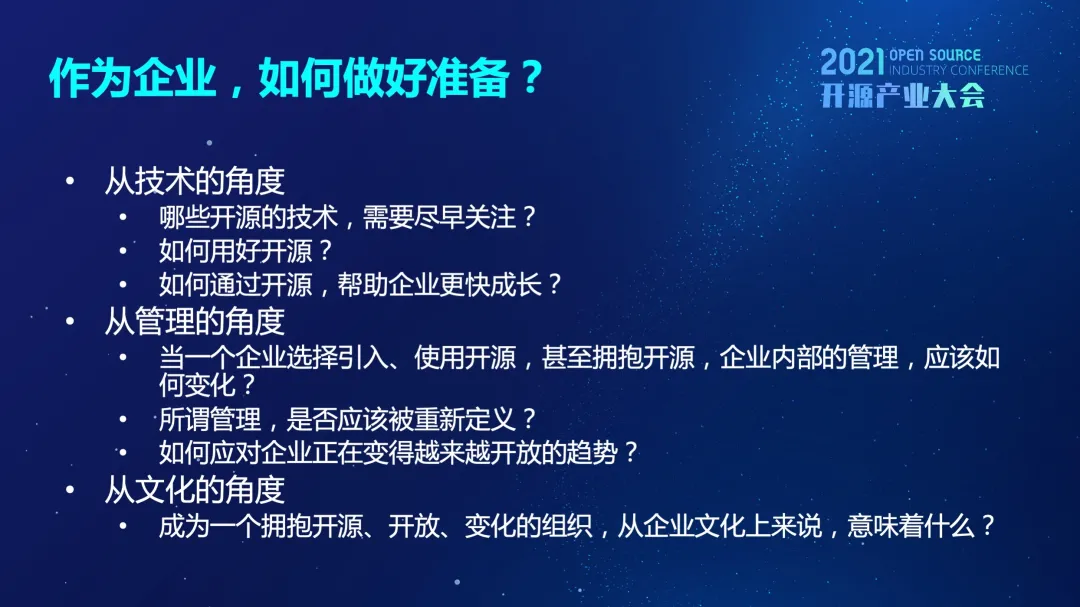 作为企业，如何做好准备？
2021 OPEN SOURCE
INDUSTRY CONFERENCE
开源产业大会
• 从技术的角度
• 哪些开源的技术，需要尽早关注？
• 如何用好开源？
• 如何通过开源，帮助企业更快成长？
• 从管理的角度
• 当一个企业选择引入、使用开源，甚至拥抱开源，企业内部的管理，应该如
何变化？
• 所谓管理，是否应该被重新定义？
• 如何应对企业正在变得越来越开放的趋势？
• 从文化的角度
• 成为一个拥抱开源、开放、变化的组织，从企业文化上来说，意味着什么？